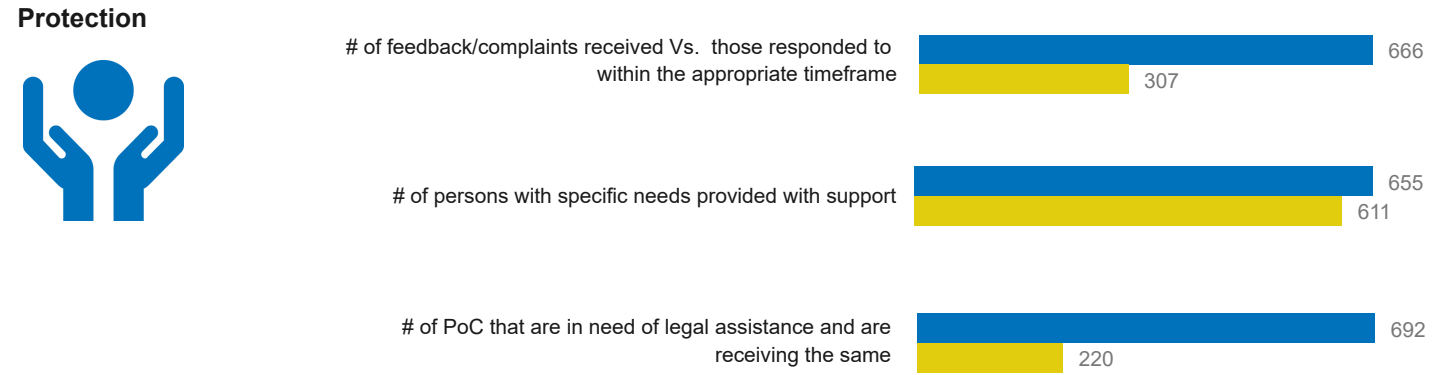 Protection
# of feedback/complaints received Vs.  those responded to
within the appropriate timeframe
666
307
# of persons with specific needs provided with support
655
611
# of PoC that are in need of legal assistance and are
receiving the same
692
220